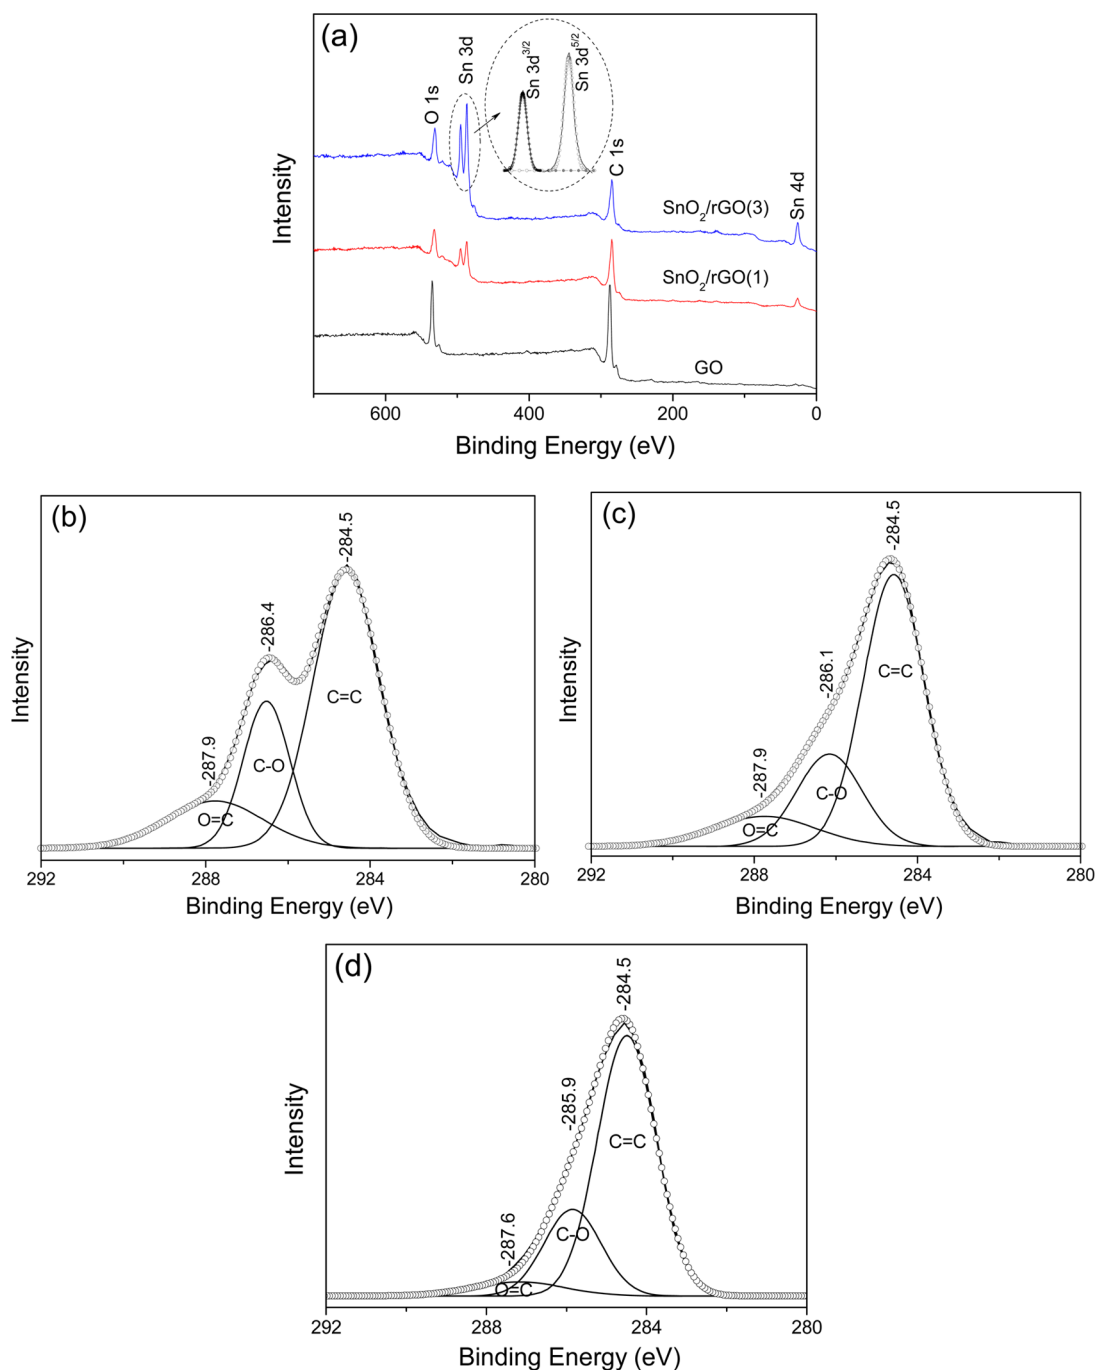 (a)
Intensity
O 1s
Sn 3d
Sn 3d3/2
Sn 3d5/2
C 1s
Sn 4d
SnO2/rGO(3)
SnO2/rGO(1)
GO
600 400 200 0
Binding Energy (eV)
(b)
Intensity
-287.9
-286.4
-284.5
O=C
C-O
C=C
292 288 284 280
Binding Energy (eV)
(c)
Intensity
-287.9
-286.1
-284.5
O=C
C-O
C=C
292 288 284 280
Binding Energy (eV)
(d)
Intensity
-287.6
-285.9
-284.5
O=C
C-O
C=C
292 288 284 280
Binding Energy (eV)